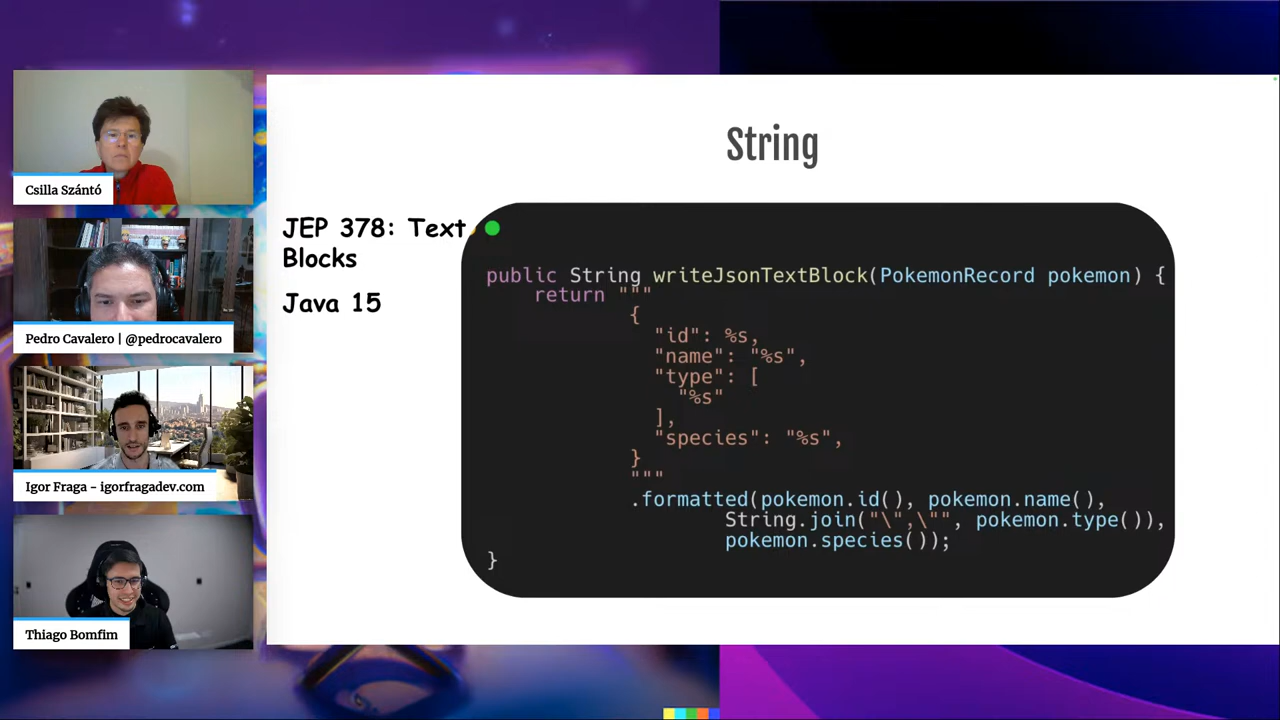 String
JEP 378: Text
Blocks
Java 15
public String writeJsonTextBlock(PokemonRecord pokemon) {
return """
{
"id": %s,
"name": "%s",
"type": [
"%s"
],
"species": "%s",
}
"""
.formatted(pokemon.id(), pokemon.name(),
String.join("\",\"", pokemon.type()),
pokemon.species());
}
Csilla Szántó
Pedro Cavalero | @pedrocavalero
Igor Fraga - igorfragadev.com
Thiago Bomfim